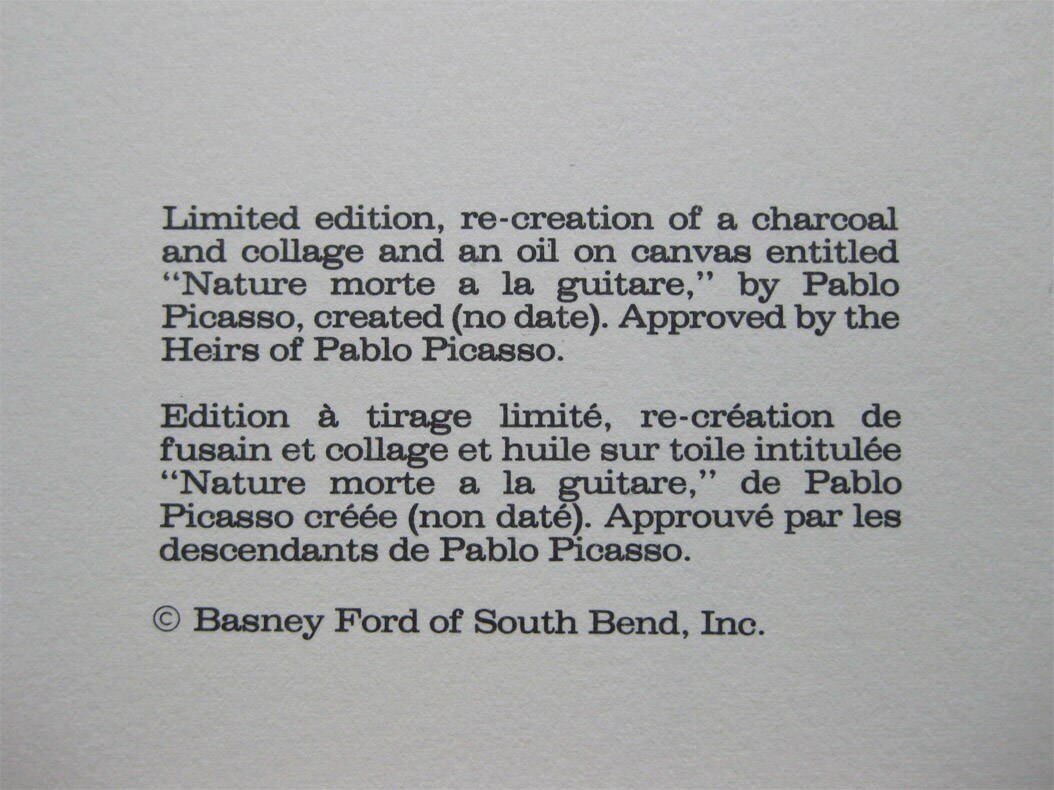 Limited edition, re-creation of a charcoal
and collage and an oil on canvas entitled
“Nature morte a la guitare,” by Pablo
Picasso, created (no date). Approved by the
Heirs of Pablo Picasso.
Edition à tirage limité, re-création de
fusain et collage et huile sur toile intitulée
“Nature morte a la guitare,” de Pablo
Picasso créée (non daté). Approuvé par les
descendants de Pablo Picasso.
© Basney Ford of South Bend, Inc.